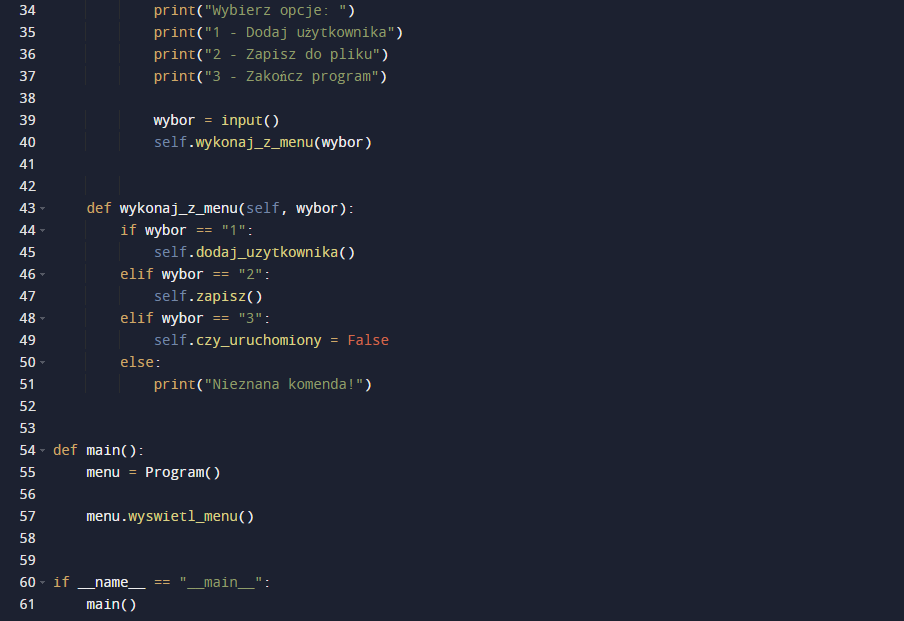 34             print("Wybierz opcje: ")
35             print("1 - Dodaj użytkownika")
36             print("2 - Zapisz do pliku")
37             print("3 - Zakończ program")
38
39             wybor = input()
40             self.wykonaj_z_menu(wybor)
41
42
43     def wykonaj_z_menu(self, wybor):
44         if wybor == "1":
45             self.dodaj_uzytkownika()
46         elif wybor == "2":
47             self.zapisz()
48         elif wybor == "3":
49             self.czy_uruchomiony = False
50         else:
51             print("Nieznana komenda!")
52
53
54 def main():
55     menu = Program()
56
57     menu.wyswietl_menu()
58
59
60 if __name__ == "__main__":
61     main()